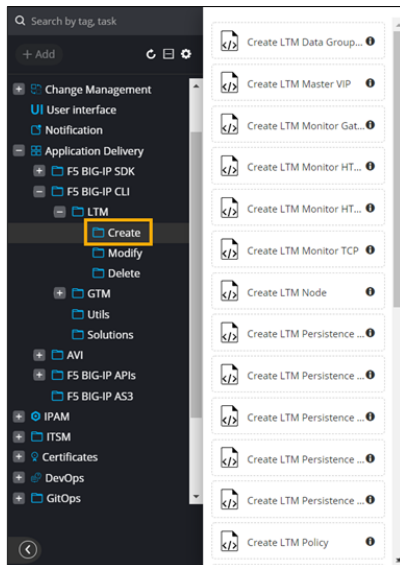 Search by tag, task
+ Add
Change Management
UI User interface
Notification
Application Delivery
F5 BIG-IP SDK
F5 BIG-IP CLI
LTM
Create
Modify
Delete
GTM
Utils
Solutions
AVI
F5 BIG-IP APIs
F5 BIG-IP AS3
IPAM
ITSM
Certificates
DevOps
GitOps
Create LTM Data Group...
Create LTM Master VIP
Create LTM Monitor Gat...
Create LTM Monitor HT...
Create LTM Monitor HT...
Create LTM Monitor TCP
Create LTM Node
Create LTM Persistence ...
Create LTM Persistence ...
Create LTM Persistence ...
Create LTM Persistence ...
Create LTM Persistence ...
Create LTM Policy